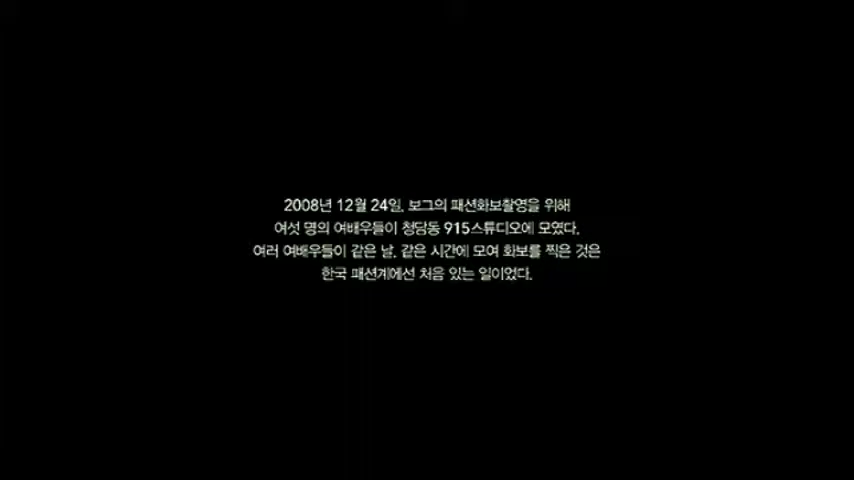 2008년 12월 24일, 보그의 패션화보촬영을 위해
여섯 명의 여배우들이 청담동 915스튜디오에 모였다.
여러 여배우들이 같은 날, 같은 시간에 모여 화보를 찍은 것은
한국 패션계에선 처음 있는 일이었다.